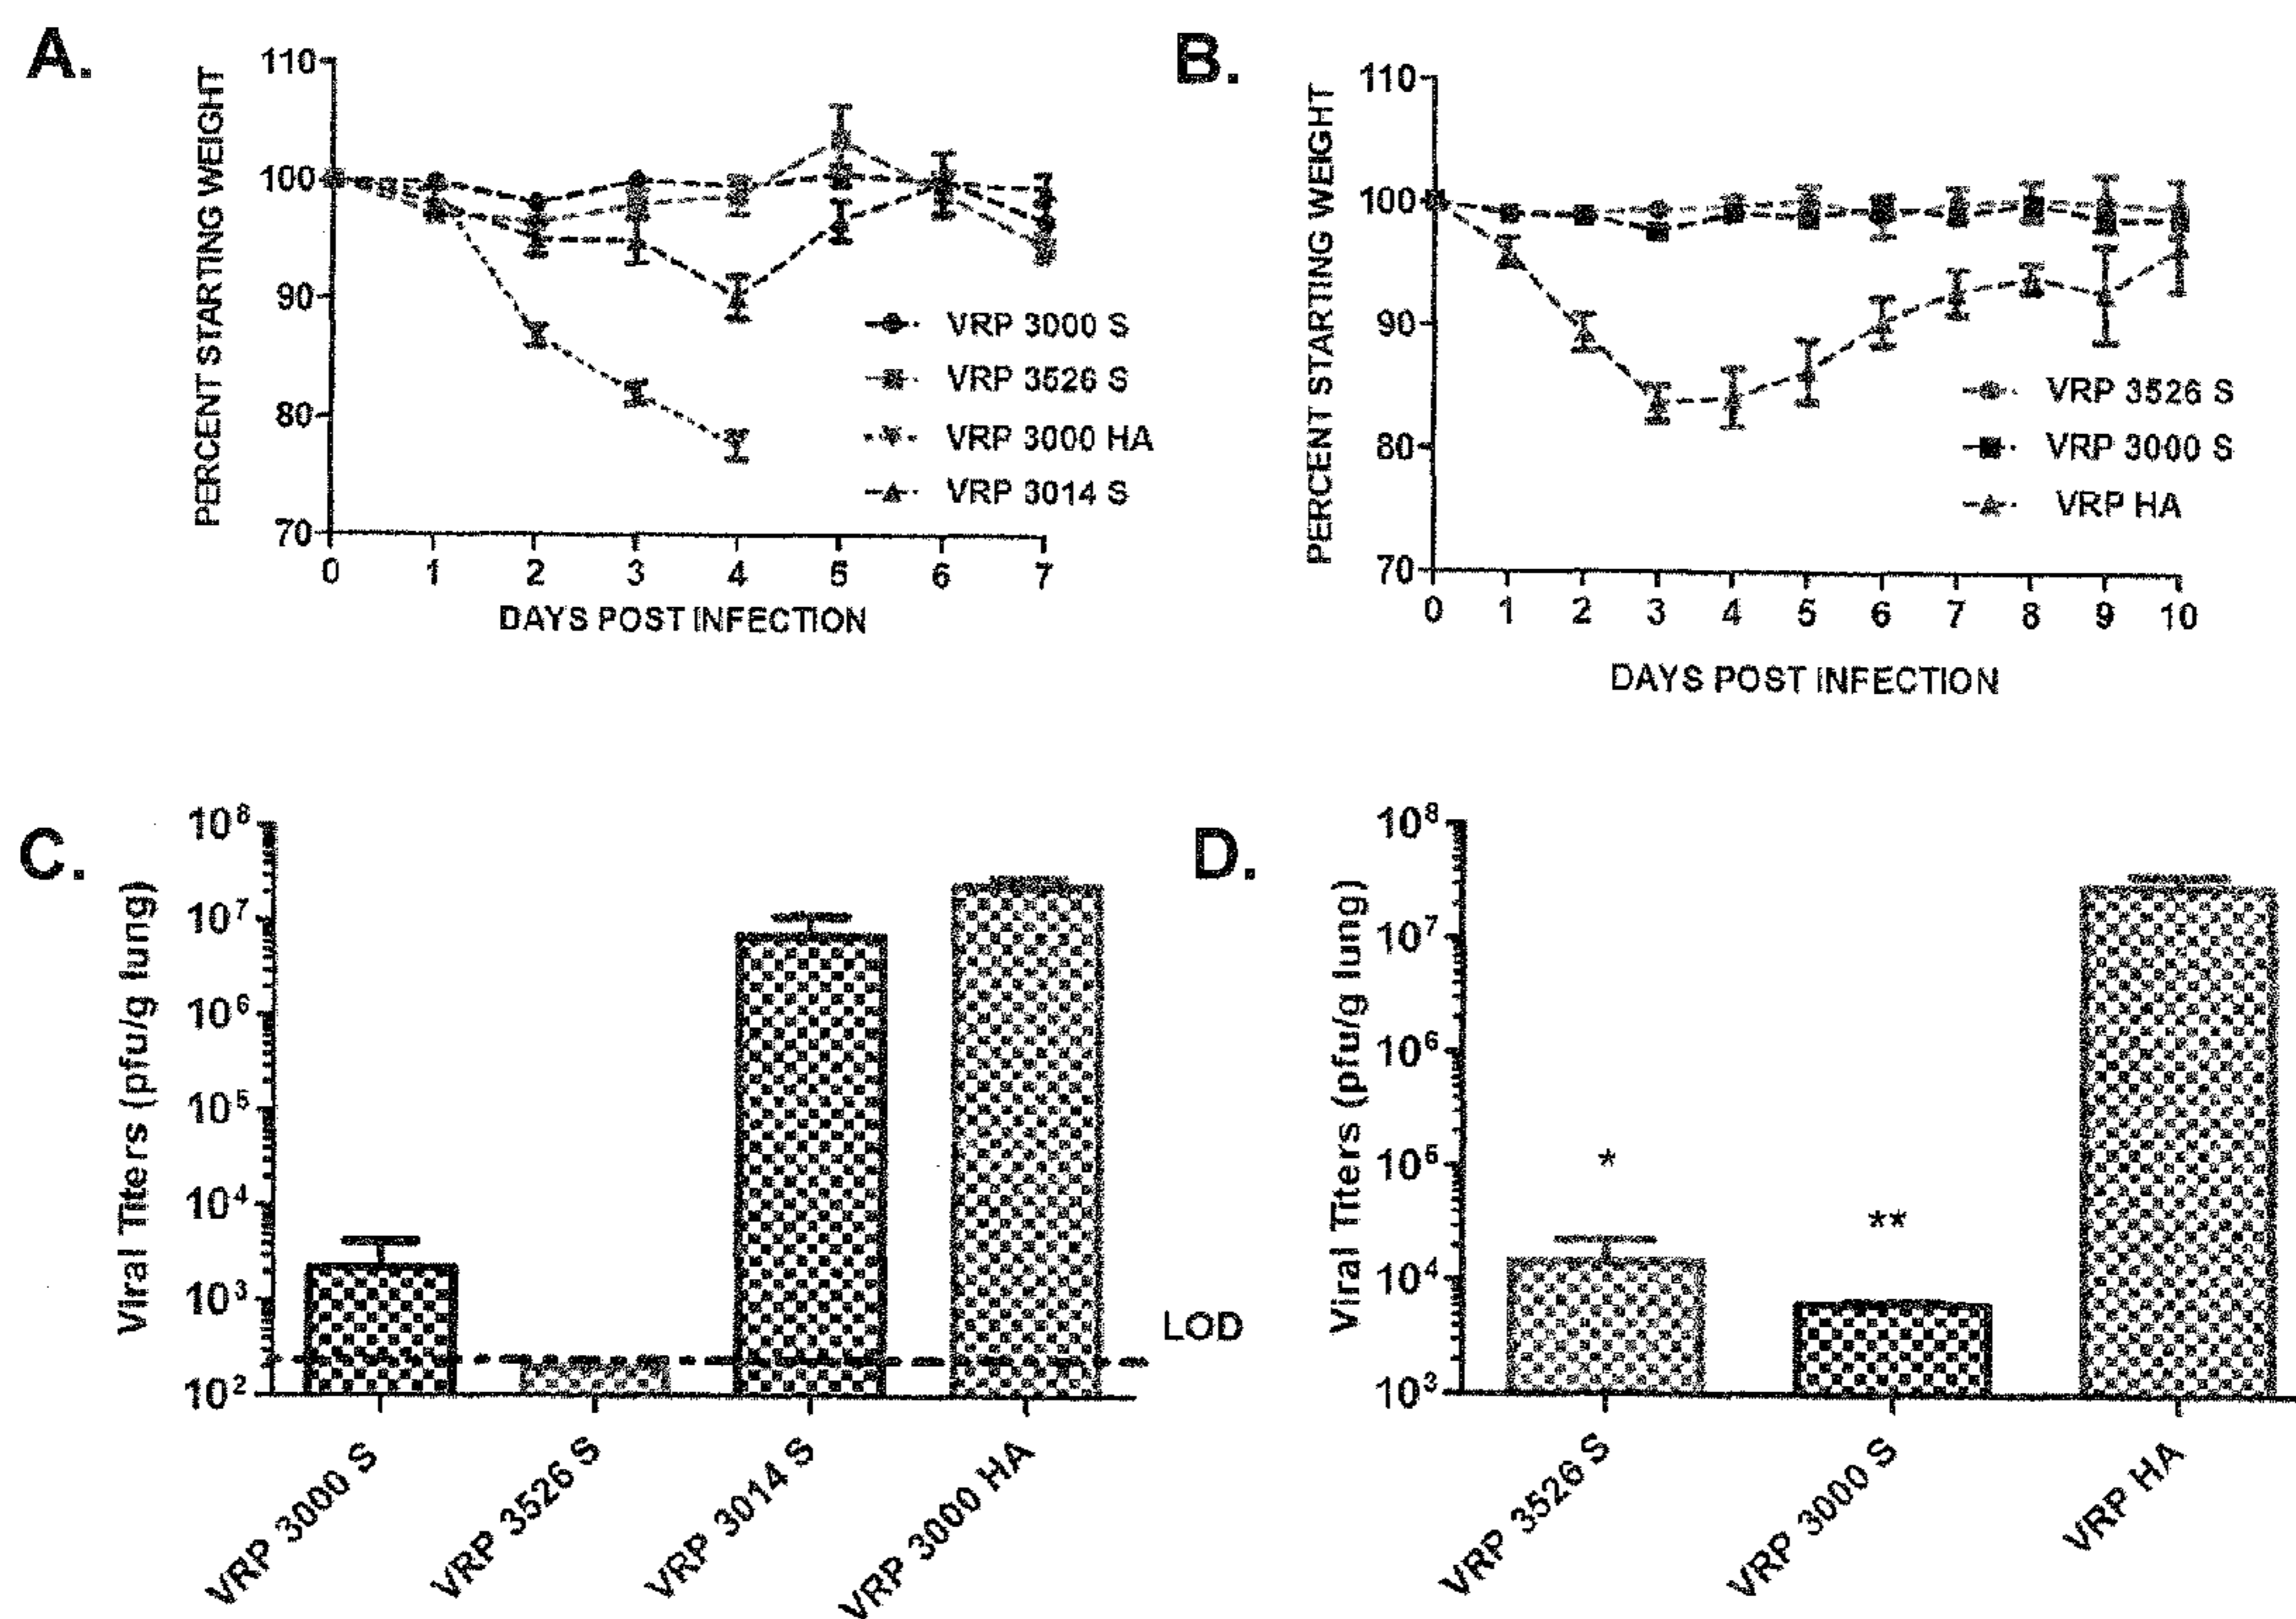 A.
PERCENT STARTING WEIGHT
110
100
90
80
70
0 1 2 3 4 5 6 7
DAYS POST INFECTION
VRP 3000 S
VRP 3526 S
VRP 3000 HA
VRP 3014 S
B.
PERCENT STARTING WEIGHT
110
100
90
80
70
0 1 2 3 4 5 6 7 8 9 10
DAYS POST INFECTION
VRP 3526 S
VRP 3000 S
VRP HA
C.
Viral Titers (pfu/g lung)
10⁸
10⁷
10⁶
10⁵
10⁴
10³
10²
LOD
VRP 3000 S
VRP 3526 S
VRP 3014 S
VRP 3000 HA
D.
Viral Titers (pfu/g lung)
10⁸
10⁷
10⁶
10⁵
10⁴
10³
*
**
VRP 3526 S
VRP 3000 S
VRP HA